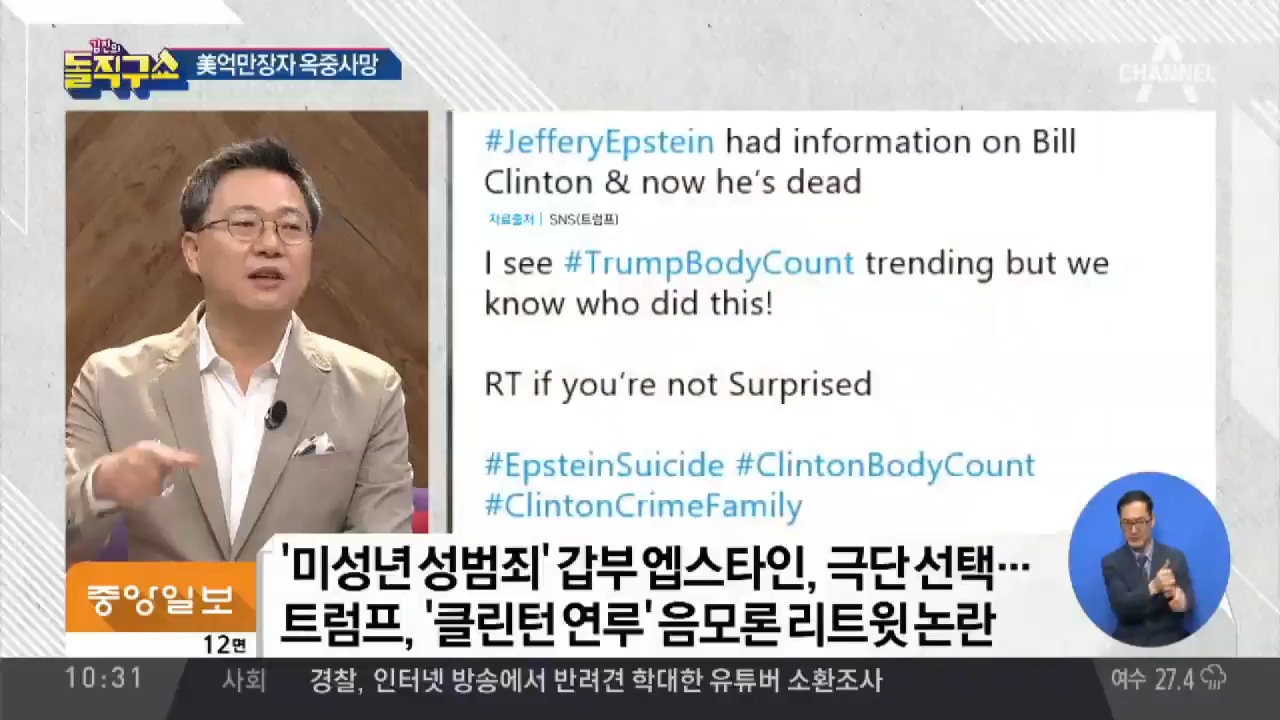 김진의
돌직구쇼
美억만장자 옥중사망
CHANNEL A
#JefferyEpstein had information on Bill
Clinton & now he's dead
자료출처 | SNS(트럼프)
I see #TrumpBodyCount trending but we
know who did this!
RT if you're not Surprised
#EpsteinSuicide #ClintonBodyCount
#ClintonCrimeFamily
'미성년 성범죄' 갑부 엡스타인, 극단 선택…
트럼프, '클린턴 연루' 음모론 리트윗 논란
중앙일보
12면
10:31 사회 경찰, 인터넷 방송에서 반려견 학대한 유튜버 소환조사 여수 27.4